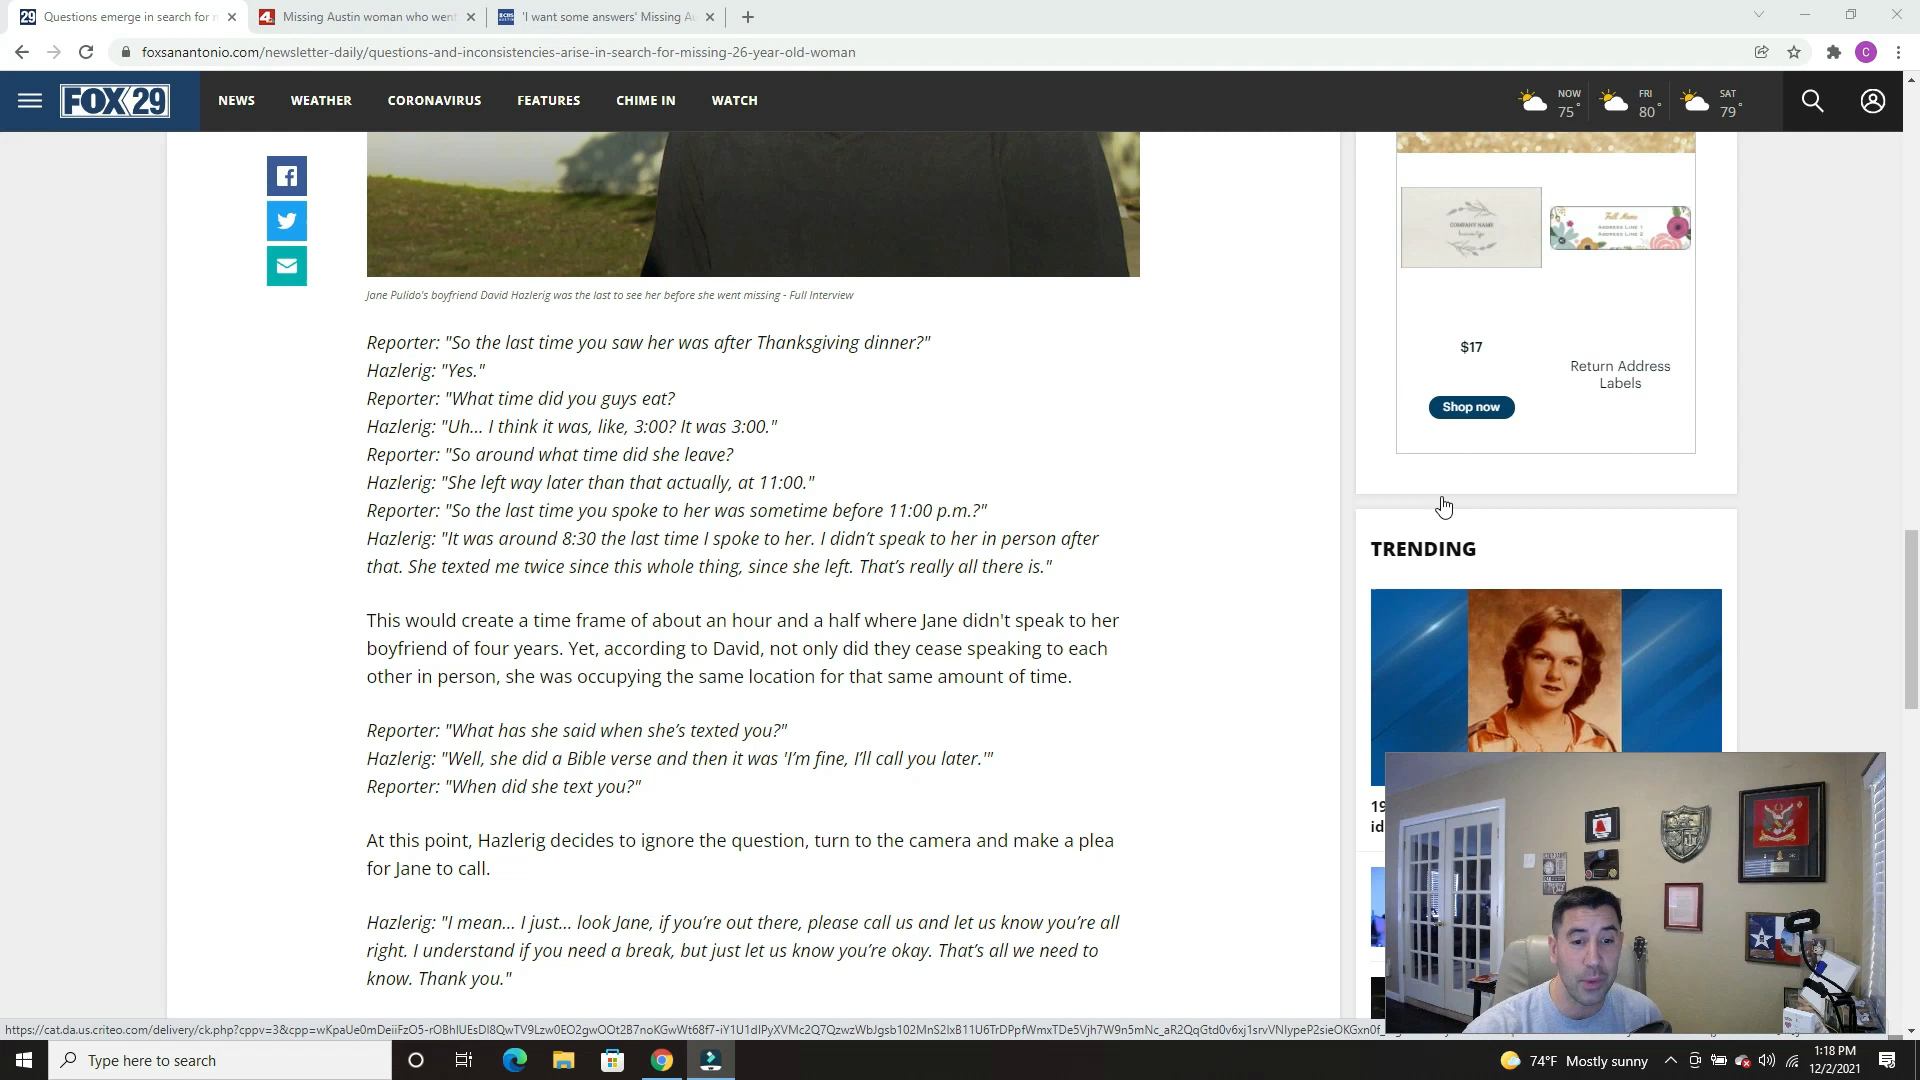 29 Questions emerge in search for
4 Missing Austin woman who went
'I want some answers' Missing Au
foxsanantonio.com/newsletter-daily/questions-and-inconsistencies-arise-in-search-for-missing-26-year-old-woman
C
FOX 29
NEWS WEATHER CORONAVIRUS FEATURES CHIME IN WATCH
NOW
75°
FRI
80°
SAT
79°
Jane Pulido's boyfriend David Hazlerig was the last to see her before she went missing - Full Interview
Reporter: "So the last time you saw her was after Thanksgiving dinner?"
Hazlerig: "Yes."
Reporter: "What time did you guys eat?
Hazlerig: "Uh... I think it was, like, 3:00? It was 3:00."
Reporter: "So around what time did she leave?
Hazlerig: "She left way later than that actually, at 11:00."
Reporter: "So the last time you spoke to her was sometime before 11:00 p.m.?"
Hazlerig: "It was around 8:30 the last time I spoke to her. I didn't speak to her in person after
that. She texted me twice since this whole thing, since she left. That's really all there is."
This would create a time frame of about an hour and a half where Jane didn't speak to her
boyfriend of four years. Yet, according to David, not only did they cease speaking to each
other in person, she was occupying the same location for that same amount of time.
Reporter: "What has she said when she's texted you?"
Hazlerig: "Well, she did a Bible verse and then it was 'I'm fine, I'll call you later.'"
Reporter: "When did she text you?"
At this point, Hazlerig decides to ignore the question, turn to the camera and make a plea
for Jane to call.
Hazlerig: "I mean... I just... look Jane, if you're out there, please call us and let us know you're all
right. I understand if you need a break, but just let us know you're okay. That's all we need to
know. Thank you."
COMPANY NAME
Full Name
ADDRESS LINE 1
ADDRESS LINE 2
$17
Shop now
Return Address
Labels
TRENDING
19
id
Type here to search
74°F Mostly sunny
1:18 PM
12/2/2021